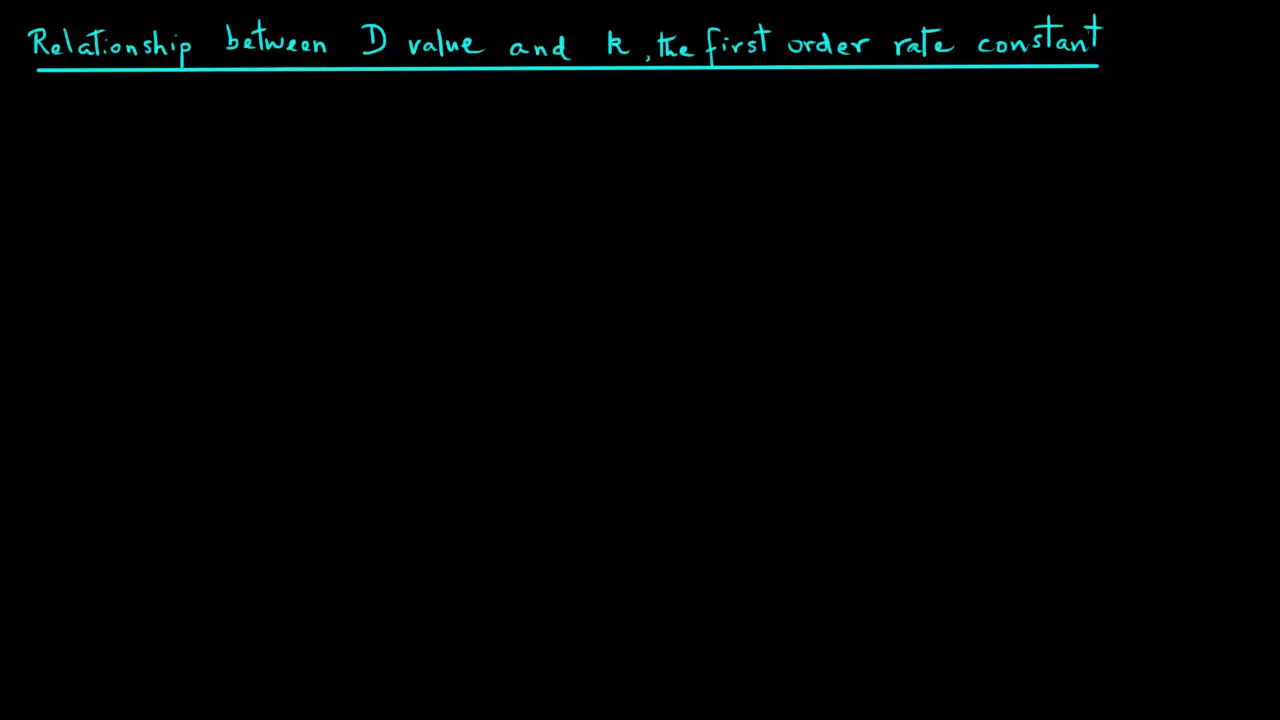 Relationship between D value and k, the first order rate constant